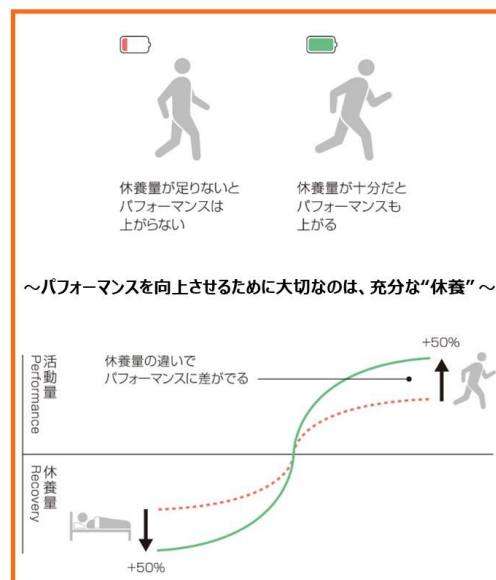 休養量が足りないと
パフォーマンスは
上がらない
休養量が十分だと
パフォーマンスも
上がる
～パフォーマンスを向上させるために大切なのは、充分な“休養”～
+50%
活動量
Performance
休養量の違いで
パフォーマンスに差がでる
休養量
Recovery
+50%